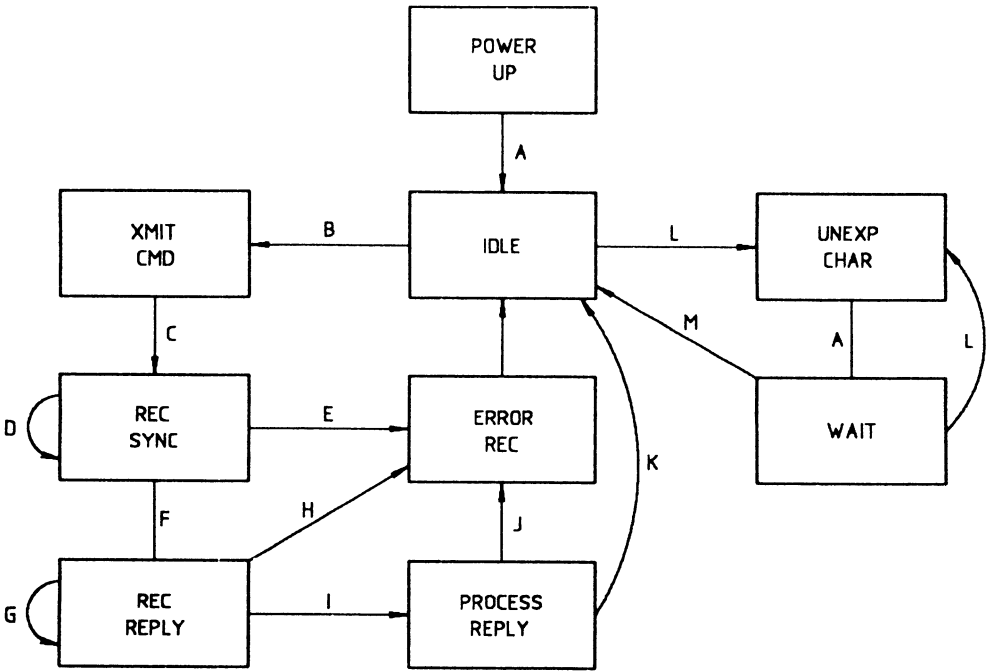 POWER
UP
A
XMIT
CMD
B
IDLE
L
UNEXP
CHAR
C
M
A
L
D
REC
SYNC
E
ERROR
REC
WAIT
F
H
J
K
G
REC
REPLY
I
PROCESS
REPLY